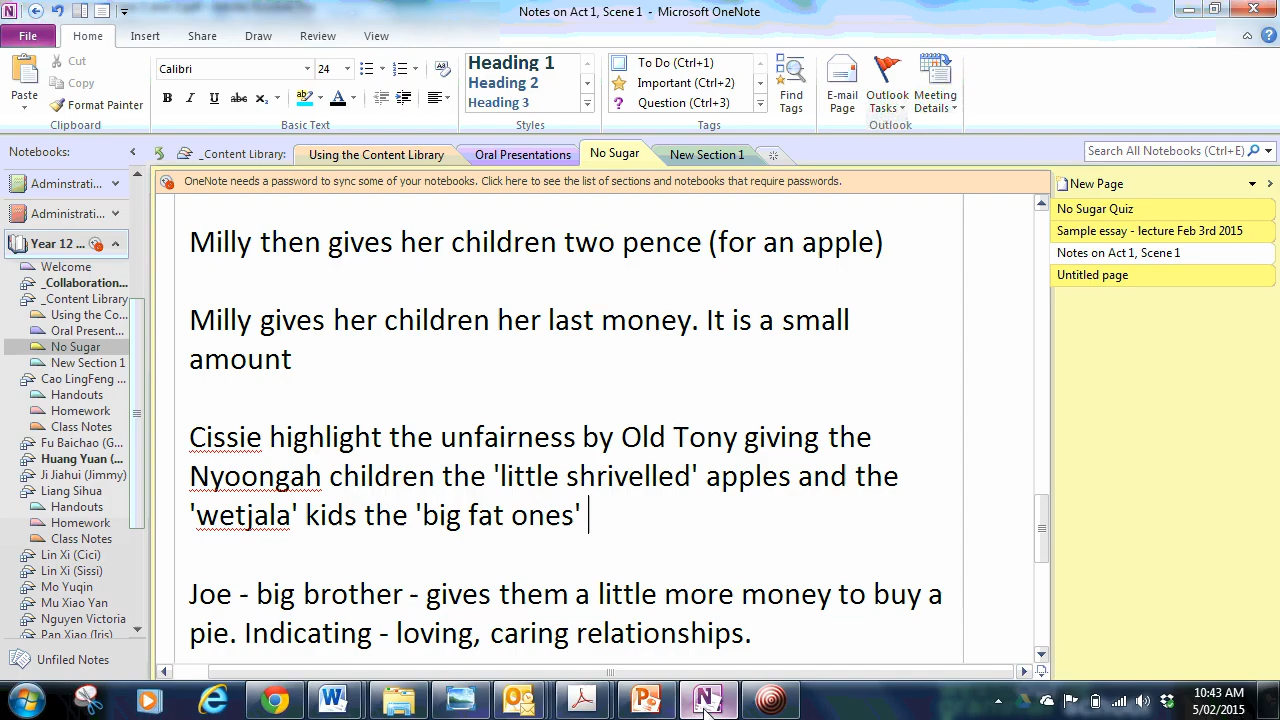 Notes on Act 1, Scene 1 - Microsoft OneNote
File Home Insert Share Draw Review View
Paste
Cut
Copy
Format Painter
Clipboard
Calibri 24
B I U abc
Basic Text
Heading 1
Heading 2
Heading 3
Styles
To Do (Ctrl+1)
Important (Ctrl+2)
Question (Ctrl+3)
Tags
Find Tags
E-mail Page
Outlook Tasks
Meeting Details
Outlook
Notebooks:
_Content Library: Using the Content Library Oral Presentations No Sugar New Section 1
Search All Notebooks (Ctrl+E)
OneNote needs a password to sync some of your notebooks. Click here to see the list of sections and notebooks that require passwords.
Adminstrati...
Administrati...
Year 12 ...
Welcome
_Collaboration...
_Content Library
Using the Co...
Oral Present...
No Sugar
New Section 1
Cao LingFeng ...
Handouts
Homework
Class Notes
Fu Baichao (G...
Huang Yuan ...
Ji Jiahui (Jimmy)
Liang Sihua
Handouts
Homework
Class Notes
Lin Xi (Cici)
Lin Xi (Sissi)
Mo Yuqin
Mu Xiao Yan
Nguyen Victoria
Pan Xiao (Iris)
Unfiled Notes
Milly then gives her children two pence (for an apple)
Milly gives her children her last money. It is a small
amount
Cissie highlight the unfairness by Old Tony giving the
Nyoongah children the 'little shrivelled' apples and the
'wetjala' kids the 'big fat ones'
Joe - big brother - gives them a little more money to buy a
pie. Indicating - loving, caring relationships.
New Page
No Sugar Quiz
Sample essay - lecture Feb 3rd 2015
Notes on Act 1, Scene 1
Untitled page
10:43 AM
5/02/2015